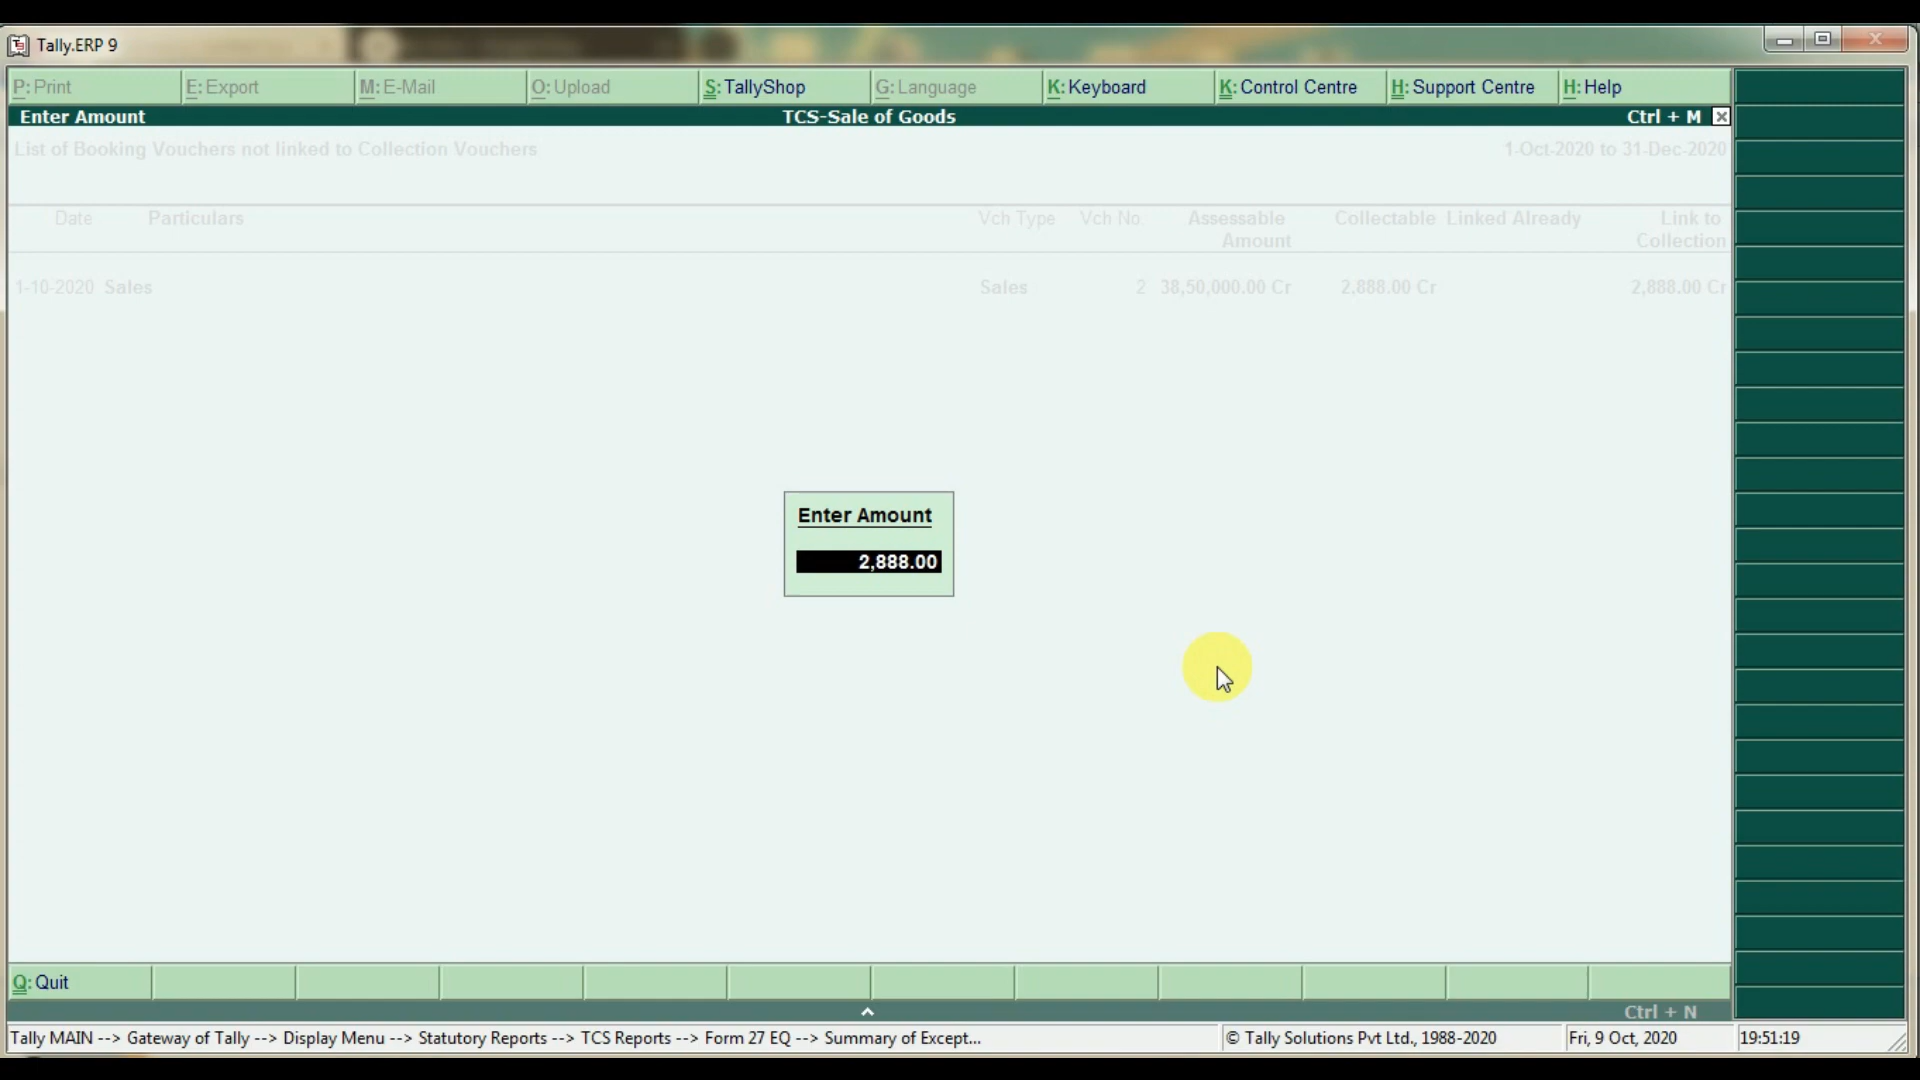 Tally.ERP 9
P: Print E: Export M: E-Mail O: Upload S: TallyShop G: Language K: Keyboard K: Control Centre H: Support Centre H: Help
Enter Amount TCS-Sale of Goods Ctrl + M
List of Booking Vouchers not linked to Collection Vouchers 1-Oct-2020 to 31-Dec-2020
Date Particulars Vch Type Vch No. Assessable Collectable Linked Already Link to
Amount Collection
1-10-2020 Sales Sales 2 38,50,000.00 Cr 2,888.00 Cr 2,888.00 Cr
Enter Amount
2,888.00
Q: Quit
Ctrl + N
Tally MAIN --> Gateway of Tally --> Display Menu --> Statutory Reports --> TCS Reports --> Form 27 EQ --> Summary of Except... © Tally Solutions Pvt Ltd., 1988-2020 Fri, 9 Oct, 2020 19:51:19